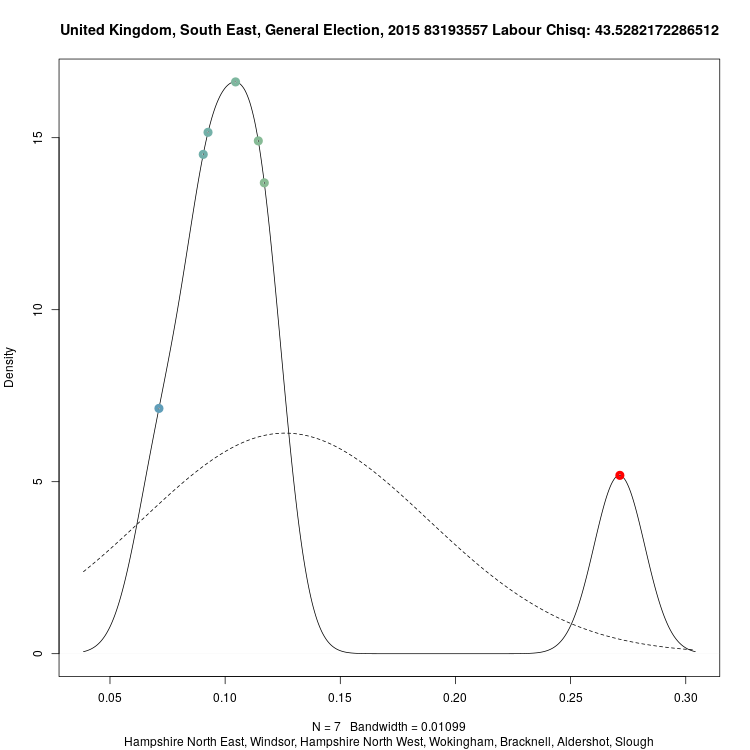 United Kingdom, South East, General Election, 2015 83193557 Labour Chisq: 43.5282172286512
Density
15
10
5
0
0.05 0.10 0.15 0.20 0.25 0.30
N = 7 Bandwidth = 0.01099
Hampshire North East, Windsor, Hampshire North West, Wokingham, Bracknell, Aldershot, Slough